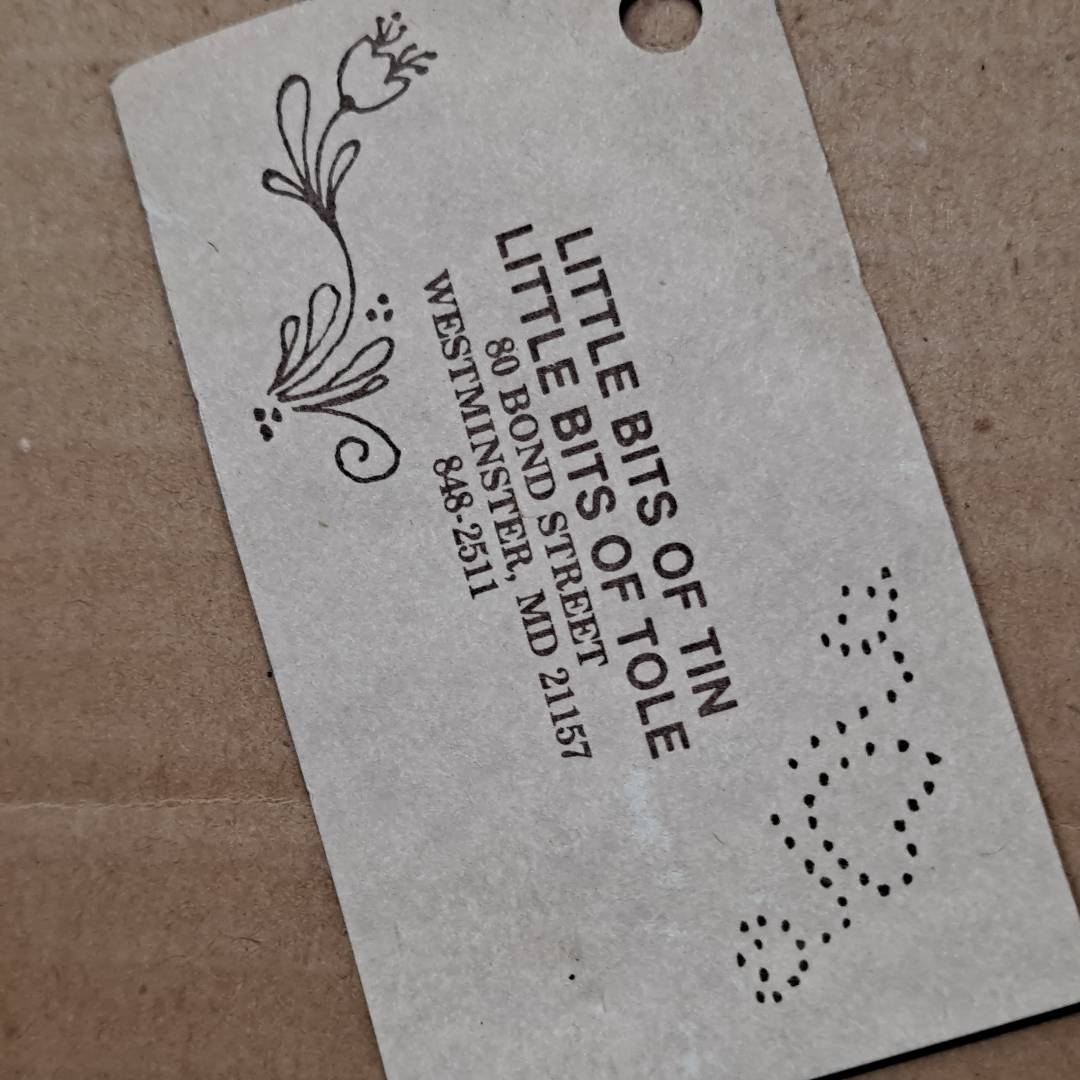 LITTLE BITS OF TIN
LITTLE BITS OF TOLE
80 BOND STREET
WESTMINSTER, MD 21157
848-2511